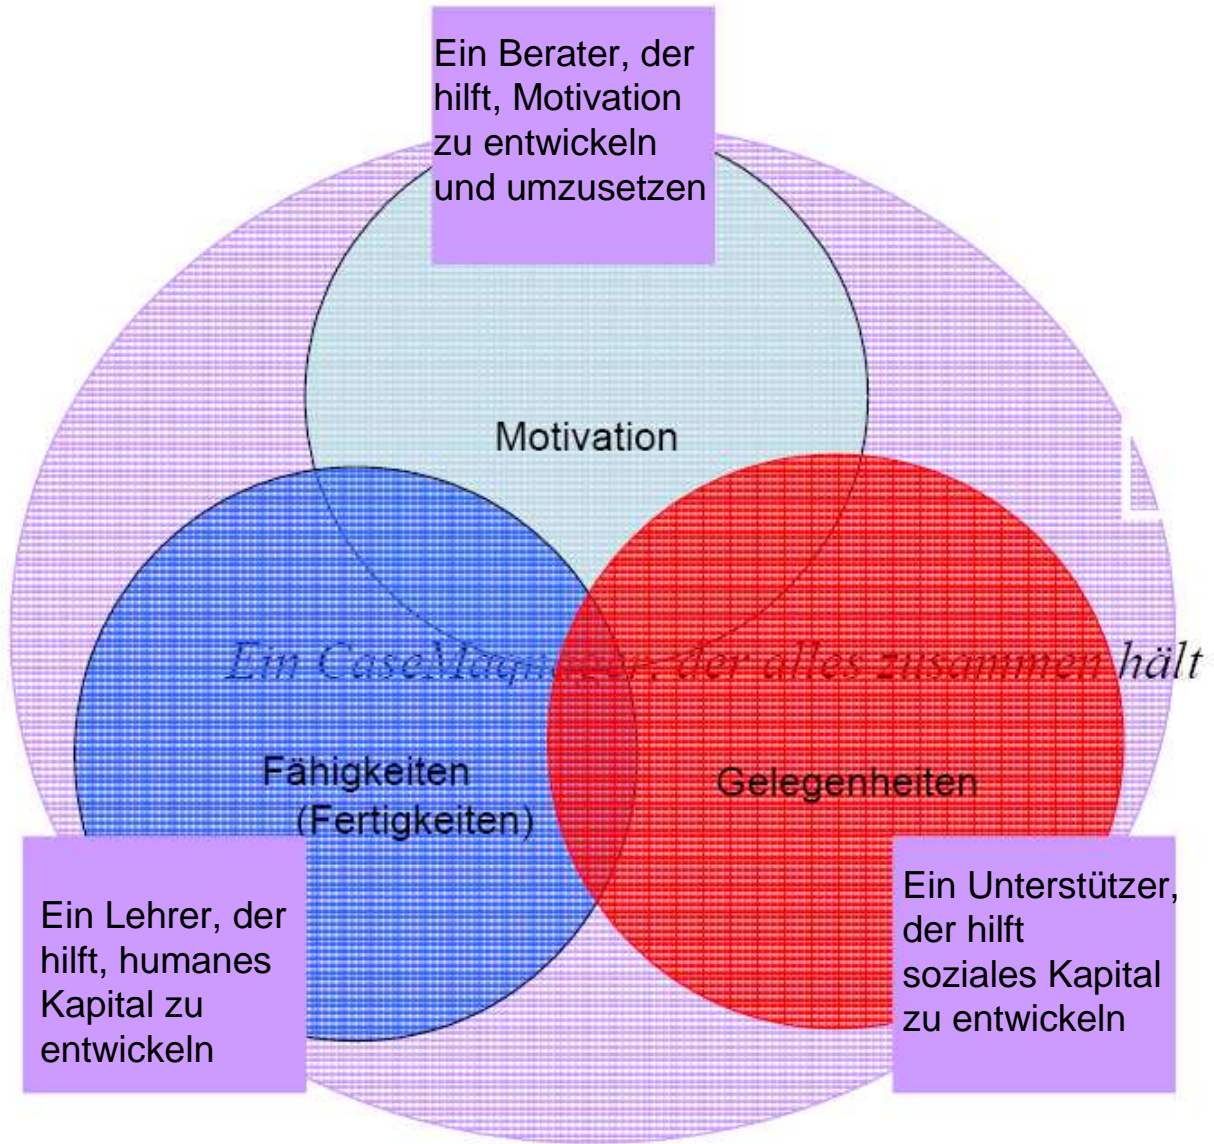 Ein Berater, der
hilft, Motivation
zu entwickeln
und umzusetzen
Motivation
Ein der alles zusammen hält
Fähigkeiten
(Fertigkeiten)
Gelegenheiten
Ein Lehrer, der
hilft, humanes
Kapital zu
entwickeln
Ein Unterstützer,
der hilft
soziales Kapital
zu entwickeln